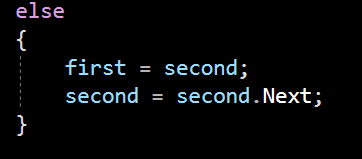 else
{
    first = second;
    second = second.Next;
}